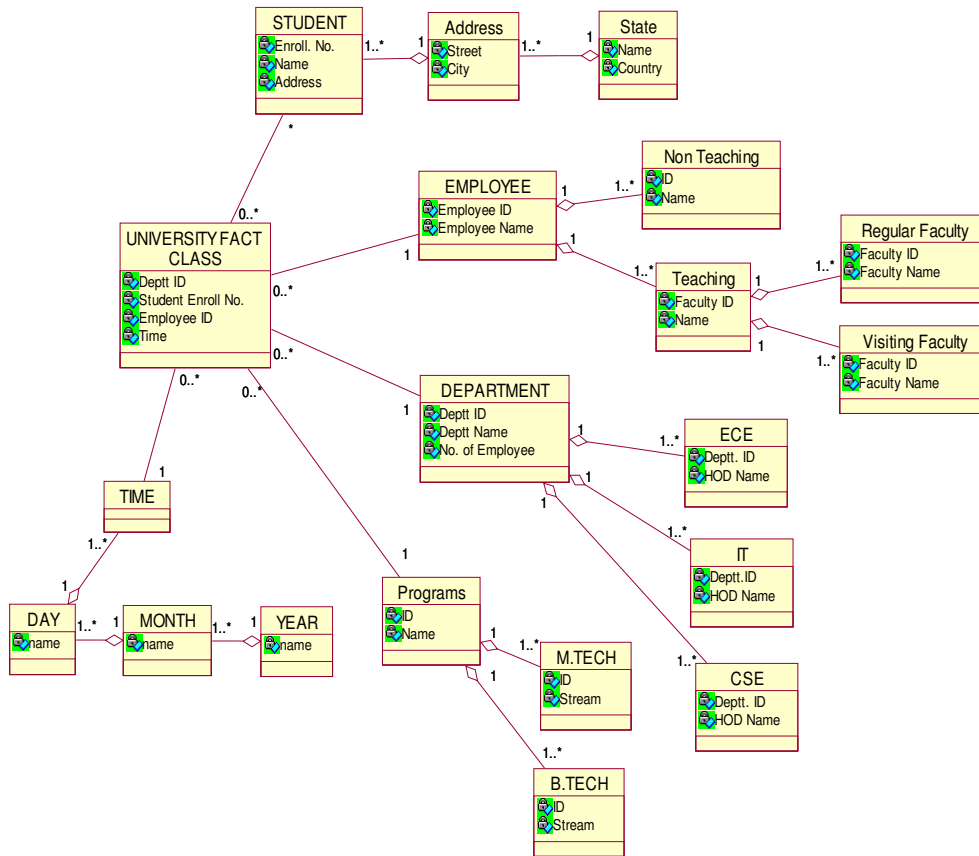 STUDENT
Enroll. No.
Name
Address
1..*
1
Address
Street
City
1..*
1
State
Name
Country
*
0..*
UNIVERSITY FACT
CLASS
Deptt ID
Student Enroll No.
Employee ID
Time
0..*
1
0..*
1
0..*
1
0..*
1
EMPLOYEE
Employee ID
Employee Name
1
1..*
Non Teaching
ID
Name
1
1..*
Teaching
Faculty ID
Name
1
1..*
Regular Faculty
Faculty ID
Faculty Name
1
1..*
Visiting Faculty
Faculty ID
Faculty Name
DEPARTMENT
Deptt ID
Deptt Name
No. of Employee
1
1..*
ECE
Deptt. ID
HOD Name
1
1..*
IT
Deptt.ID
HOD Name
1
1..*
CSE
Deptt. ID
HOD Name
TIME
1..*
1
DAY
name
1..*
1
MONTH
name
1..*
1
YEAR
name
Programs
ID
Name
1
1..*
M.TECH
ID
Stream
1
1..*
B.TECH
ID
Stream